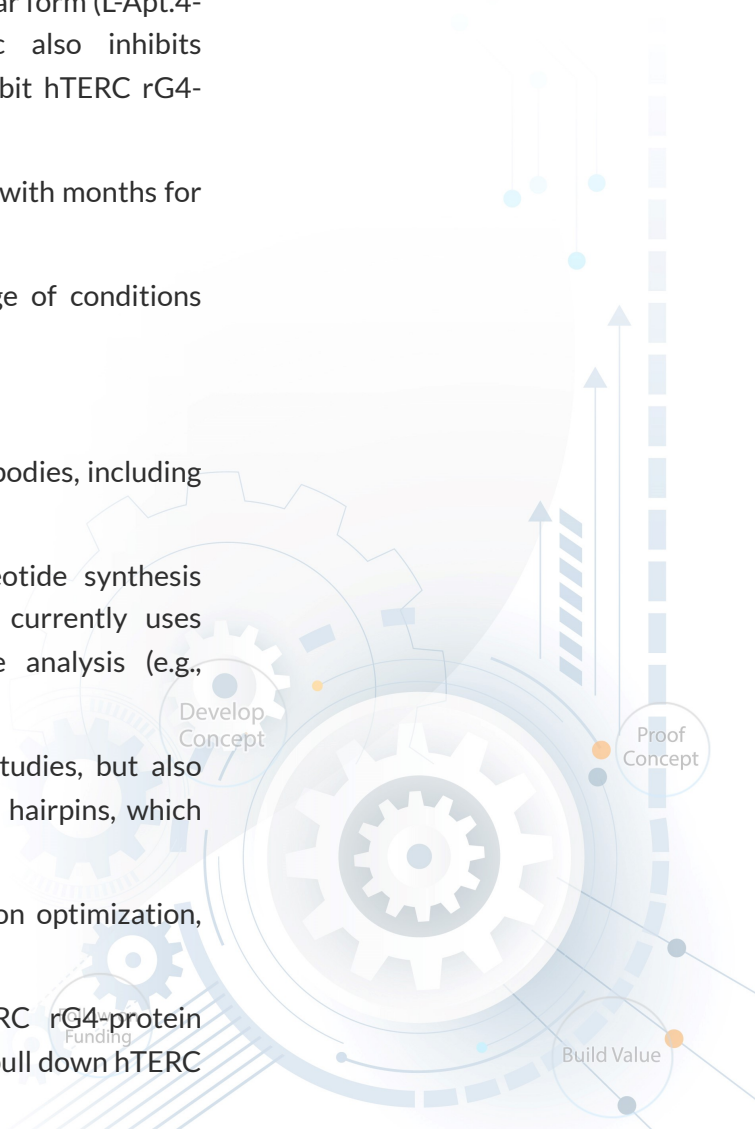 ar form (L-Apt.4-
c also inhibits
bit hTERC rG4-
with months for
ge of conditions
bodies, including
eotide synthesis
currently uses
e analysis (e.g.,
Develop
Concept
Proof
Concept
tudies, but also
hairpins, which
on optimization,
RC rG4-protein
Funding
Build Value
pull down hTERC